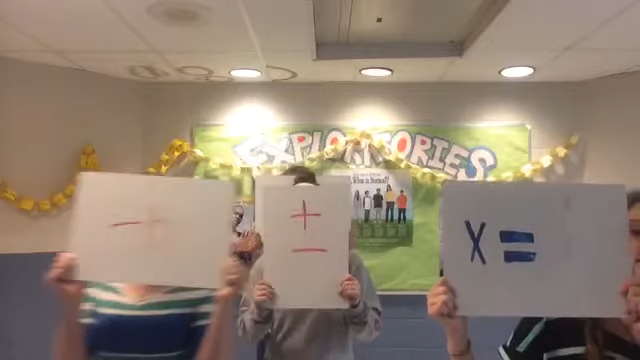 EXPLORATORIES
What is Normal?
-
+
−
X =